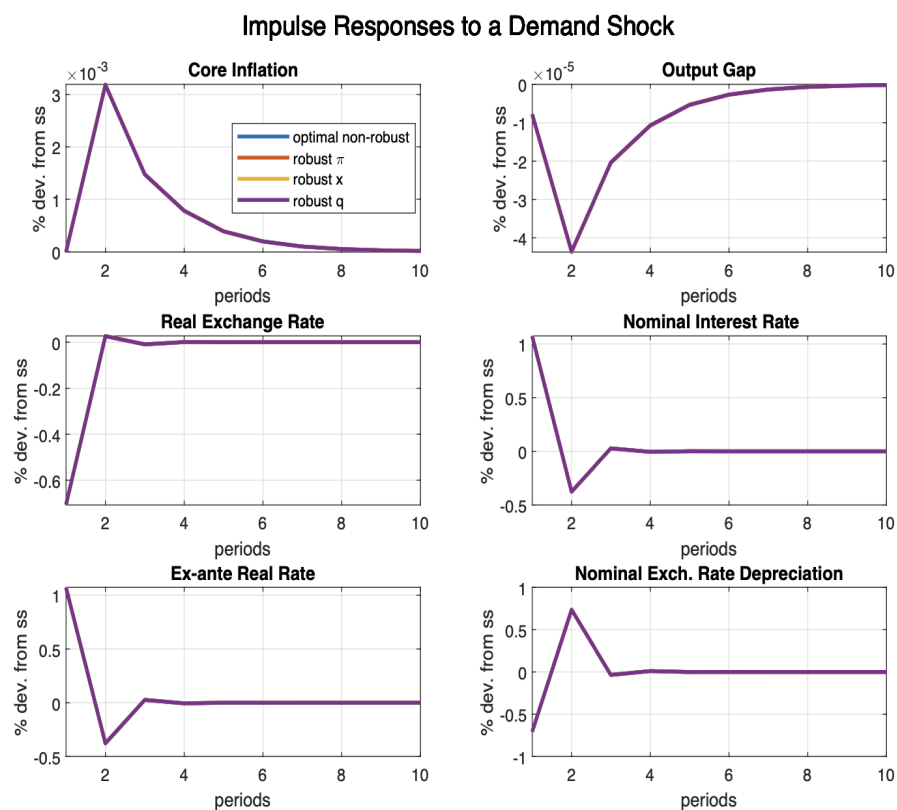 Impulse Responses to a Demand Shock
×10⁻³
Core Inflation
3
2
1
0
% dev. from ss
optimal non-robust
robust π
robust x
robust q
2 4 6 8 10
periods
×10⁻⁵
Output Gap
0
-1
-2
-3
-4
% dev. from ss
2 4 6 8 10
periods
Real Exchange Rate
0
-0.2
-0.4
-0.6
% dev. from ss
2 4 6 8 10
periods
Nominal Interest Rate
1
0.5
0
-0.5
% dev. from ss
2 4 6 8 10
periods
Ex-ante Real Rate
1
0.5
0
-0.5
% dev. from ss
2 4 6 8 10
periods
Nominal Exch. Rate Depreciation
1
0.5
0
-0.5
-1
% dev. from ss
2 4 6 8 10
periods